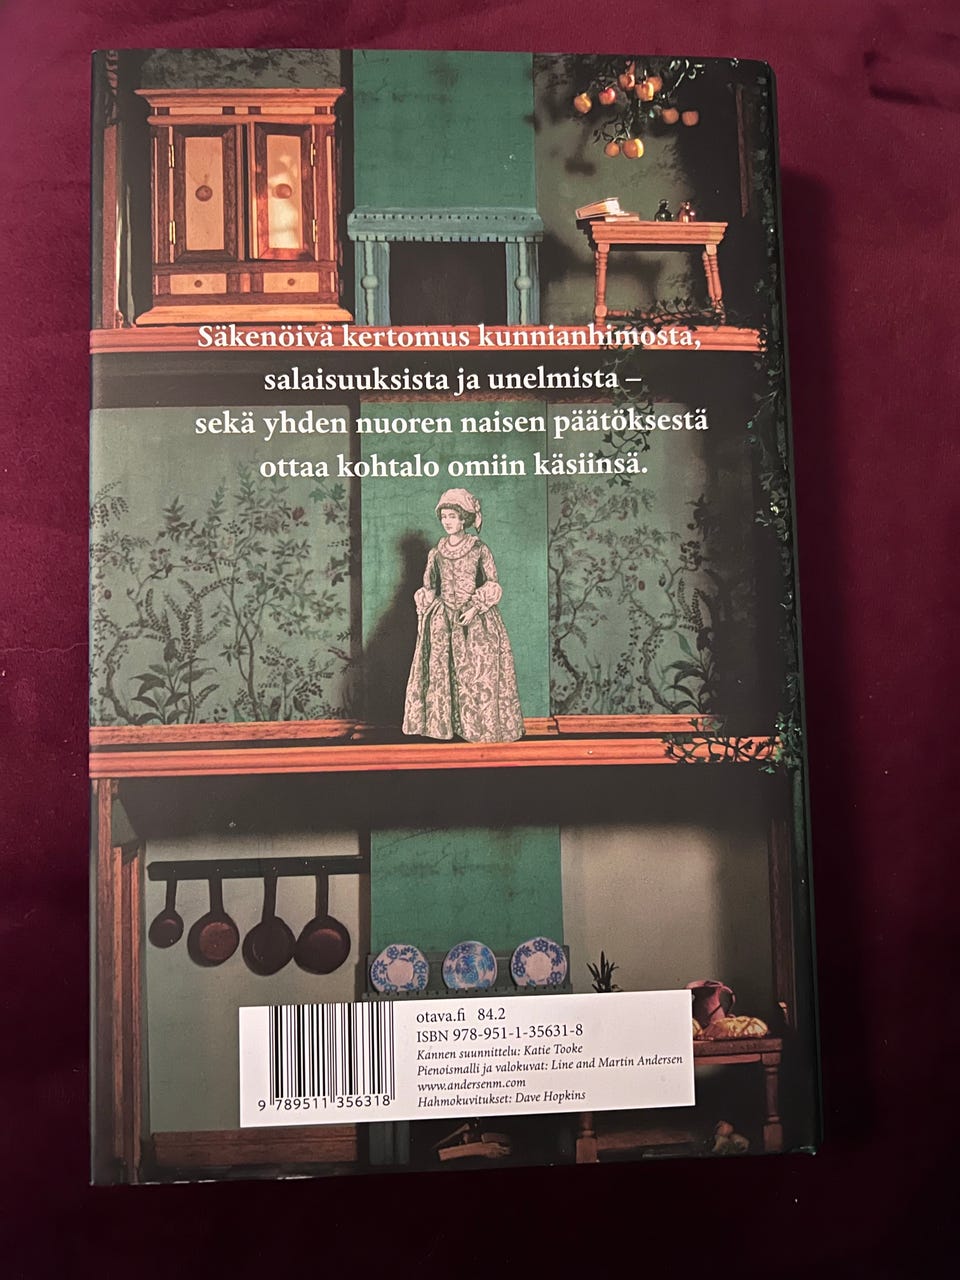 Säkenöivä kertomus kunnianhimosta,
salaisuuksista ja unelmista –
sekä yhden nuoren naisen päätöksestä
ottaa kohtalo omiin käsiinsä.
otava.fi 84.2
ISBN 978-951-1-35631-8
Kannen suunnittelu: Katie Tooke
Pienoismalli ja valokuvat: Line and Martin Andersen
www.andersenm.com
Hahmokuvitukset: Dave Hopkins
9 789511 356318